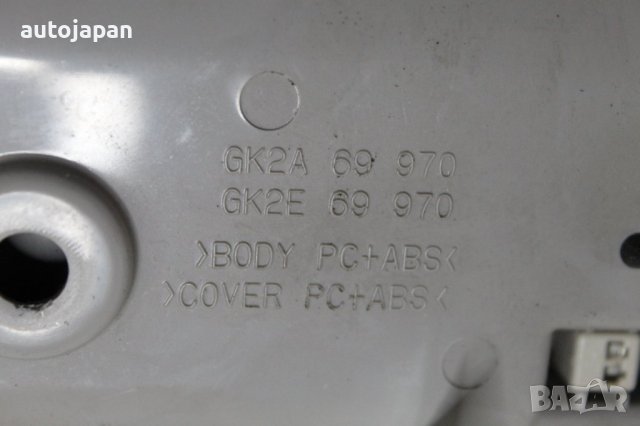 autojapan
GK2A 69 970
GK2E 69 970
>BODY PC+ABS<
>COVER PC+ABS<
BAZAR